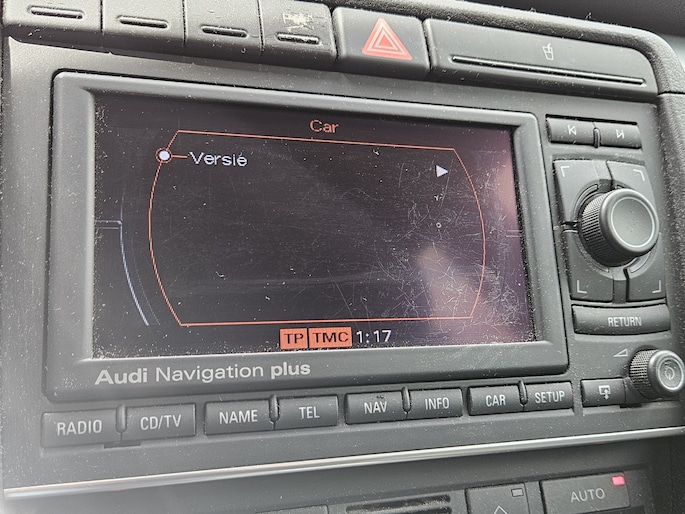 Car
Versie
TP TMC 1:17
Audi Navigation plus
RETURN
RADIO CD/TV NAME TEL NAV INFO CAR SETUP
AUTO